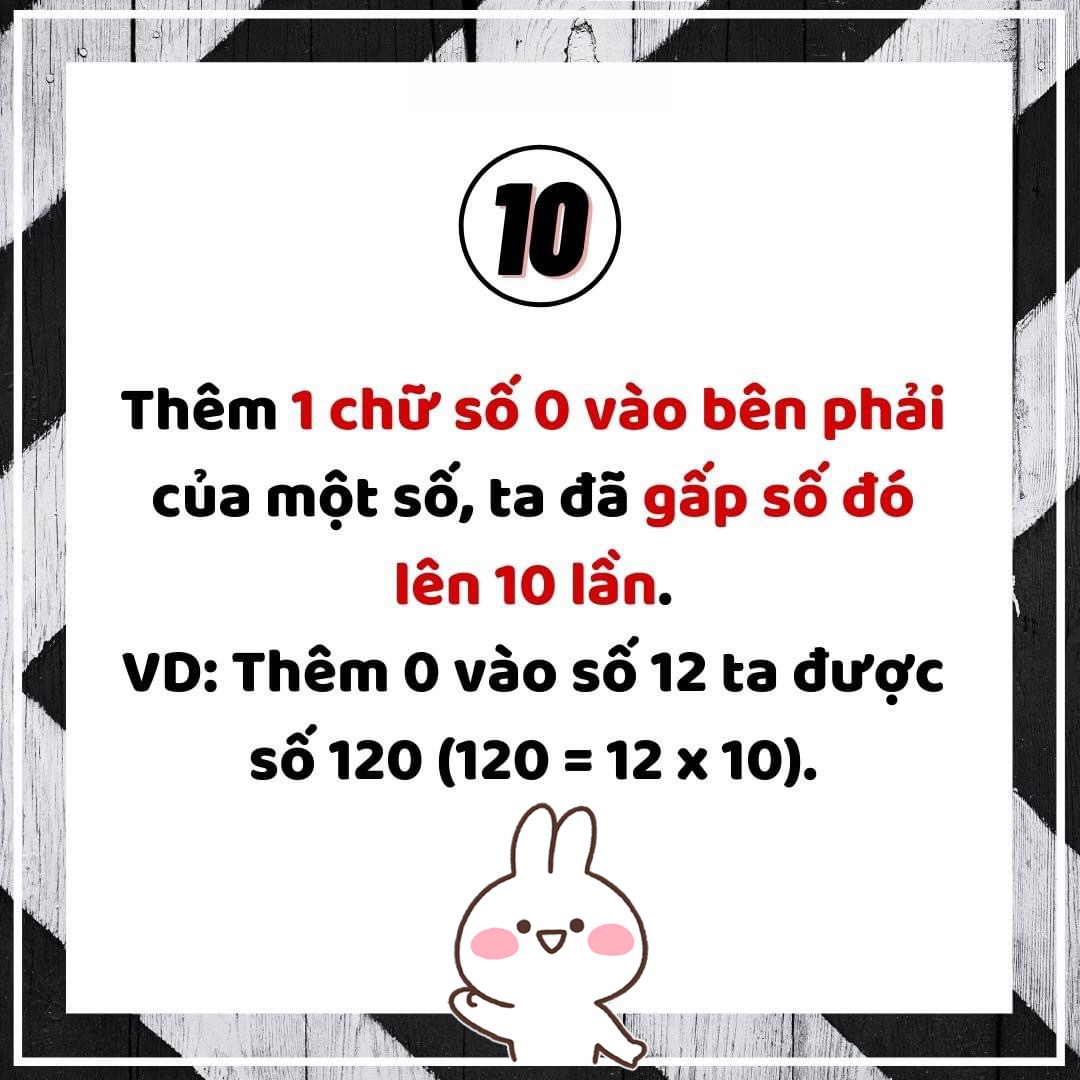 10
Thêm 1 chữ số 0 vào bên phải
của một số, ta đã gấp số đó
lên 10 lần.
VD: Thêm 0 vào số 12 ta được
số 120 (120 = 12 x 10).